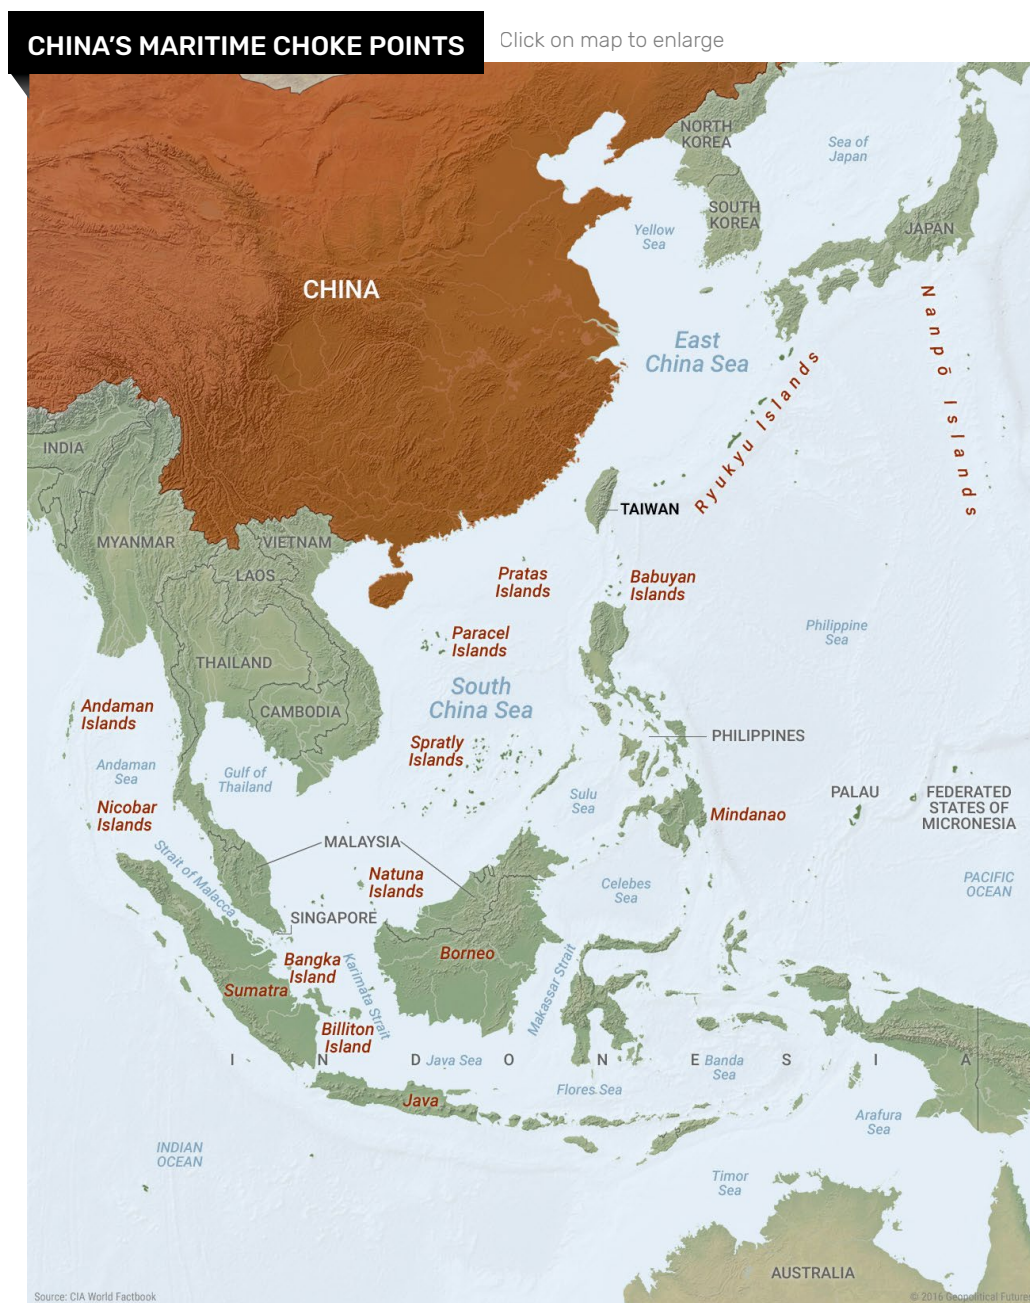 CHINA'S MARITIME CHOKE POINTS
Click on map to enlarge
NORTH
KOREA
Sea of
Japan
SOUTH
KOREA
JAPAN
Yellow
Sea
CHINA
Nanpō Islands
East
China Sea
Ryukyu Islands
INDIA
TAIWAN
MYANMAR
VIETNAM
LAOS
Pratas
Islands
Babuyan
Islands
Paracel
Islands
Philippine
Sea
THAILAND
South
China Sea
Andaman
Islands
CAMBODIA
PHILIPPINES
Spratly
Islands
Andaman
Sea
Gulf of
Thailand
Sulu
Sea
PALAU
FEDERATED
STATES OF
MICRONESIA
Nicobar
Islands
Mindanao
MALAYSIA
Strait of Malacca
Natuna
Islands
Celebes
Sea
PACIFIC
OCEAN
SINGAPORE
Bangka
Island
Karimata Strait
Borneo
Makassar Strait
Sumatra
Billiton
Island
INDONESIA
Java Sea
Banda
Sea
Flores Sea
Java
Arafura
Sea
INDIAN
OCEAN
Timor
Sea
AUSTRALIA
Source: CIA World Factbook
© 2016 Geopolitical Future